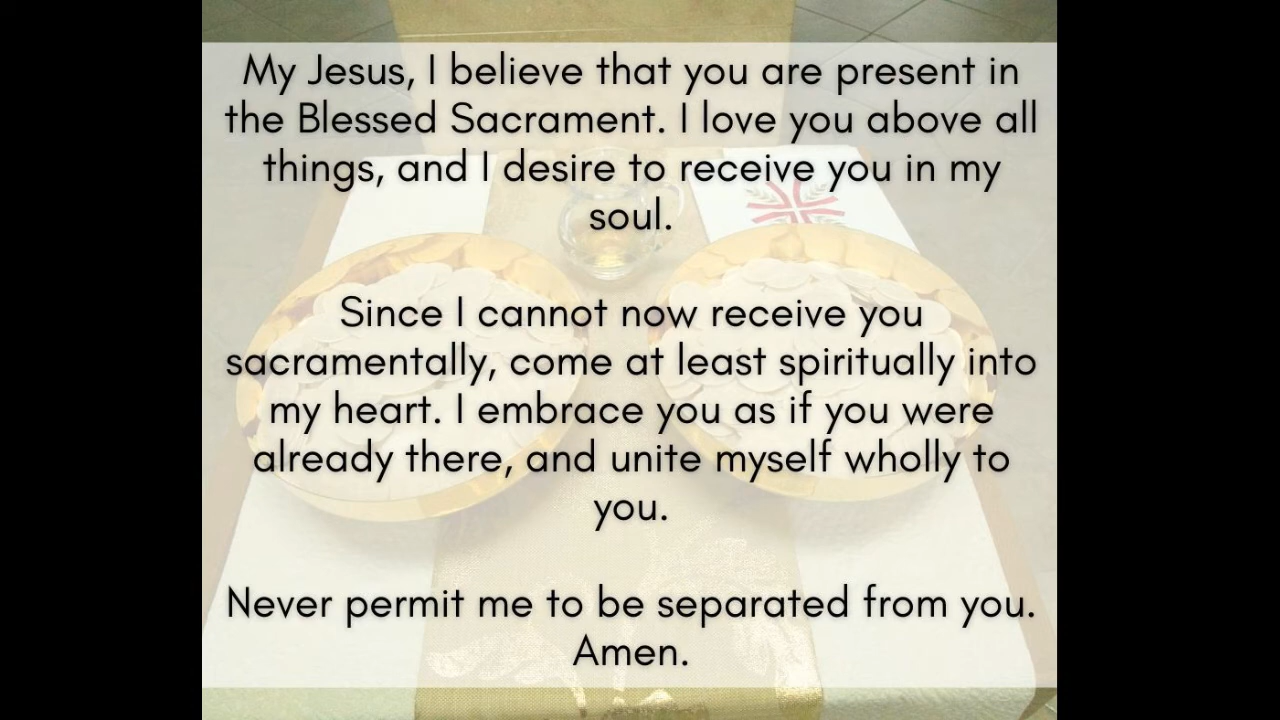 My Jesus, I believe that you are present in
the Blessed Sacrament. I love you above all
things, and I desire to receive you in my
soul.
Since I cannot now receive you
sacramentally, come at least spiritually into
my heart. I embrace you as if you were
already there, and unite myself wholly to
you.
Never permit me to be separated from you.
Amen.